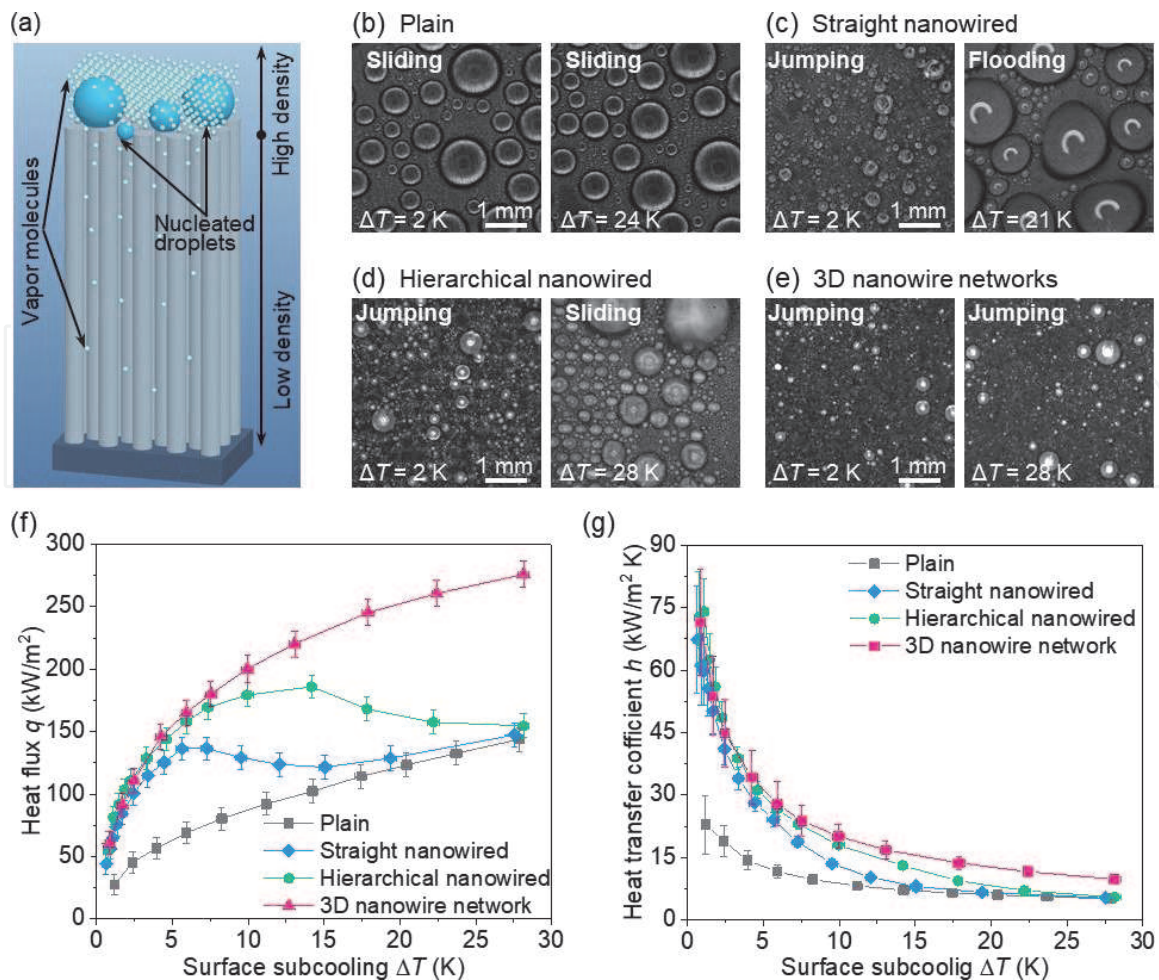 (a)
High density
Low density
Vapor molecules
Nucleated
droplets
(b) Plain
Sliding
ΔT = 2 K
1 mm
Sliding
ΔT = 24 K
(c) Straight nanowired
Jumping
ΔT = 2 K
1 mm
Flooding
ΔT = 21 K
(d) Hierarchical nanowired
Jumping
ΔT = 2 K
1 mm
Sliding
ΔT = 28 K
(e) 3D nanowire networks
Jumping
ΔT = 2 K
1 mm
Jumping
ΔT = 28 K
(f)
Heat flux q (kW/m²)
300
250
200
150
100
50
0
Plain
Straight nanowired
Hierarchical nanowired
3D nanowire network
0 5 10 15 20 25 30
Surface subcooling ΔT (K)
(g)
Heat transfer cofficient h (kW/m² K)
90
75
60
45
30
15
0
Plain
Straight nanowired
Hierarchical nanowired
3D nanowire network
0 5 10 15 20 25 30
Surface subcooling ΔT (K)